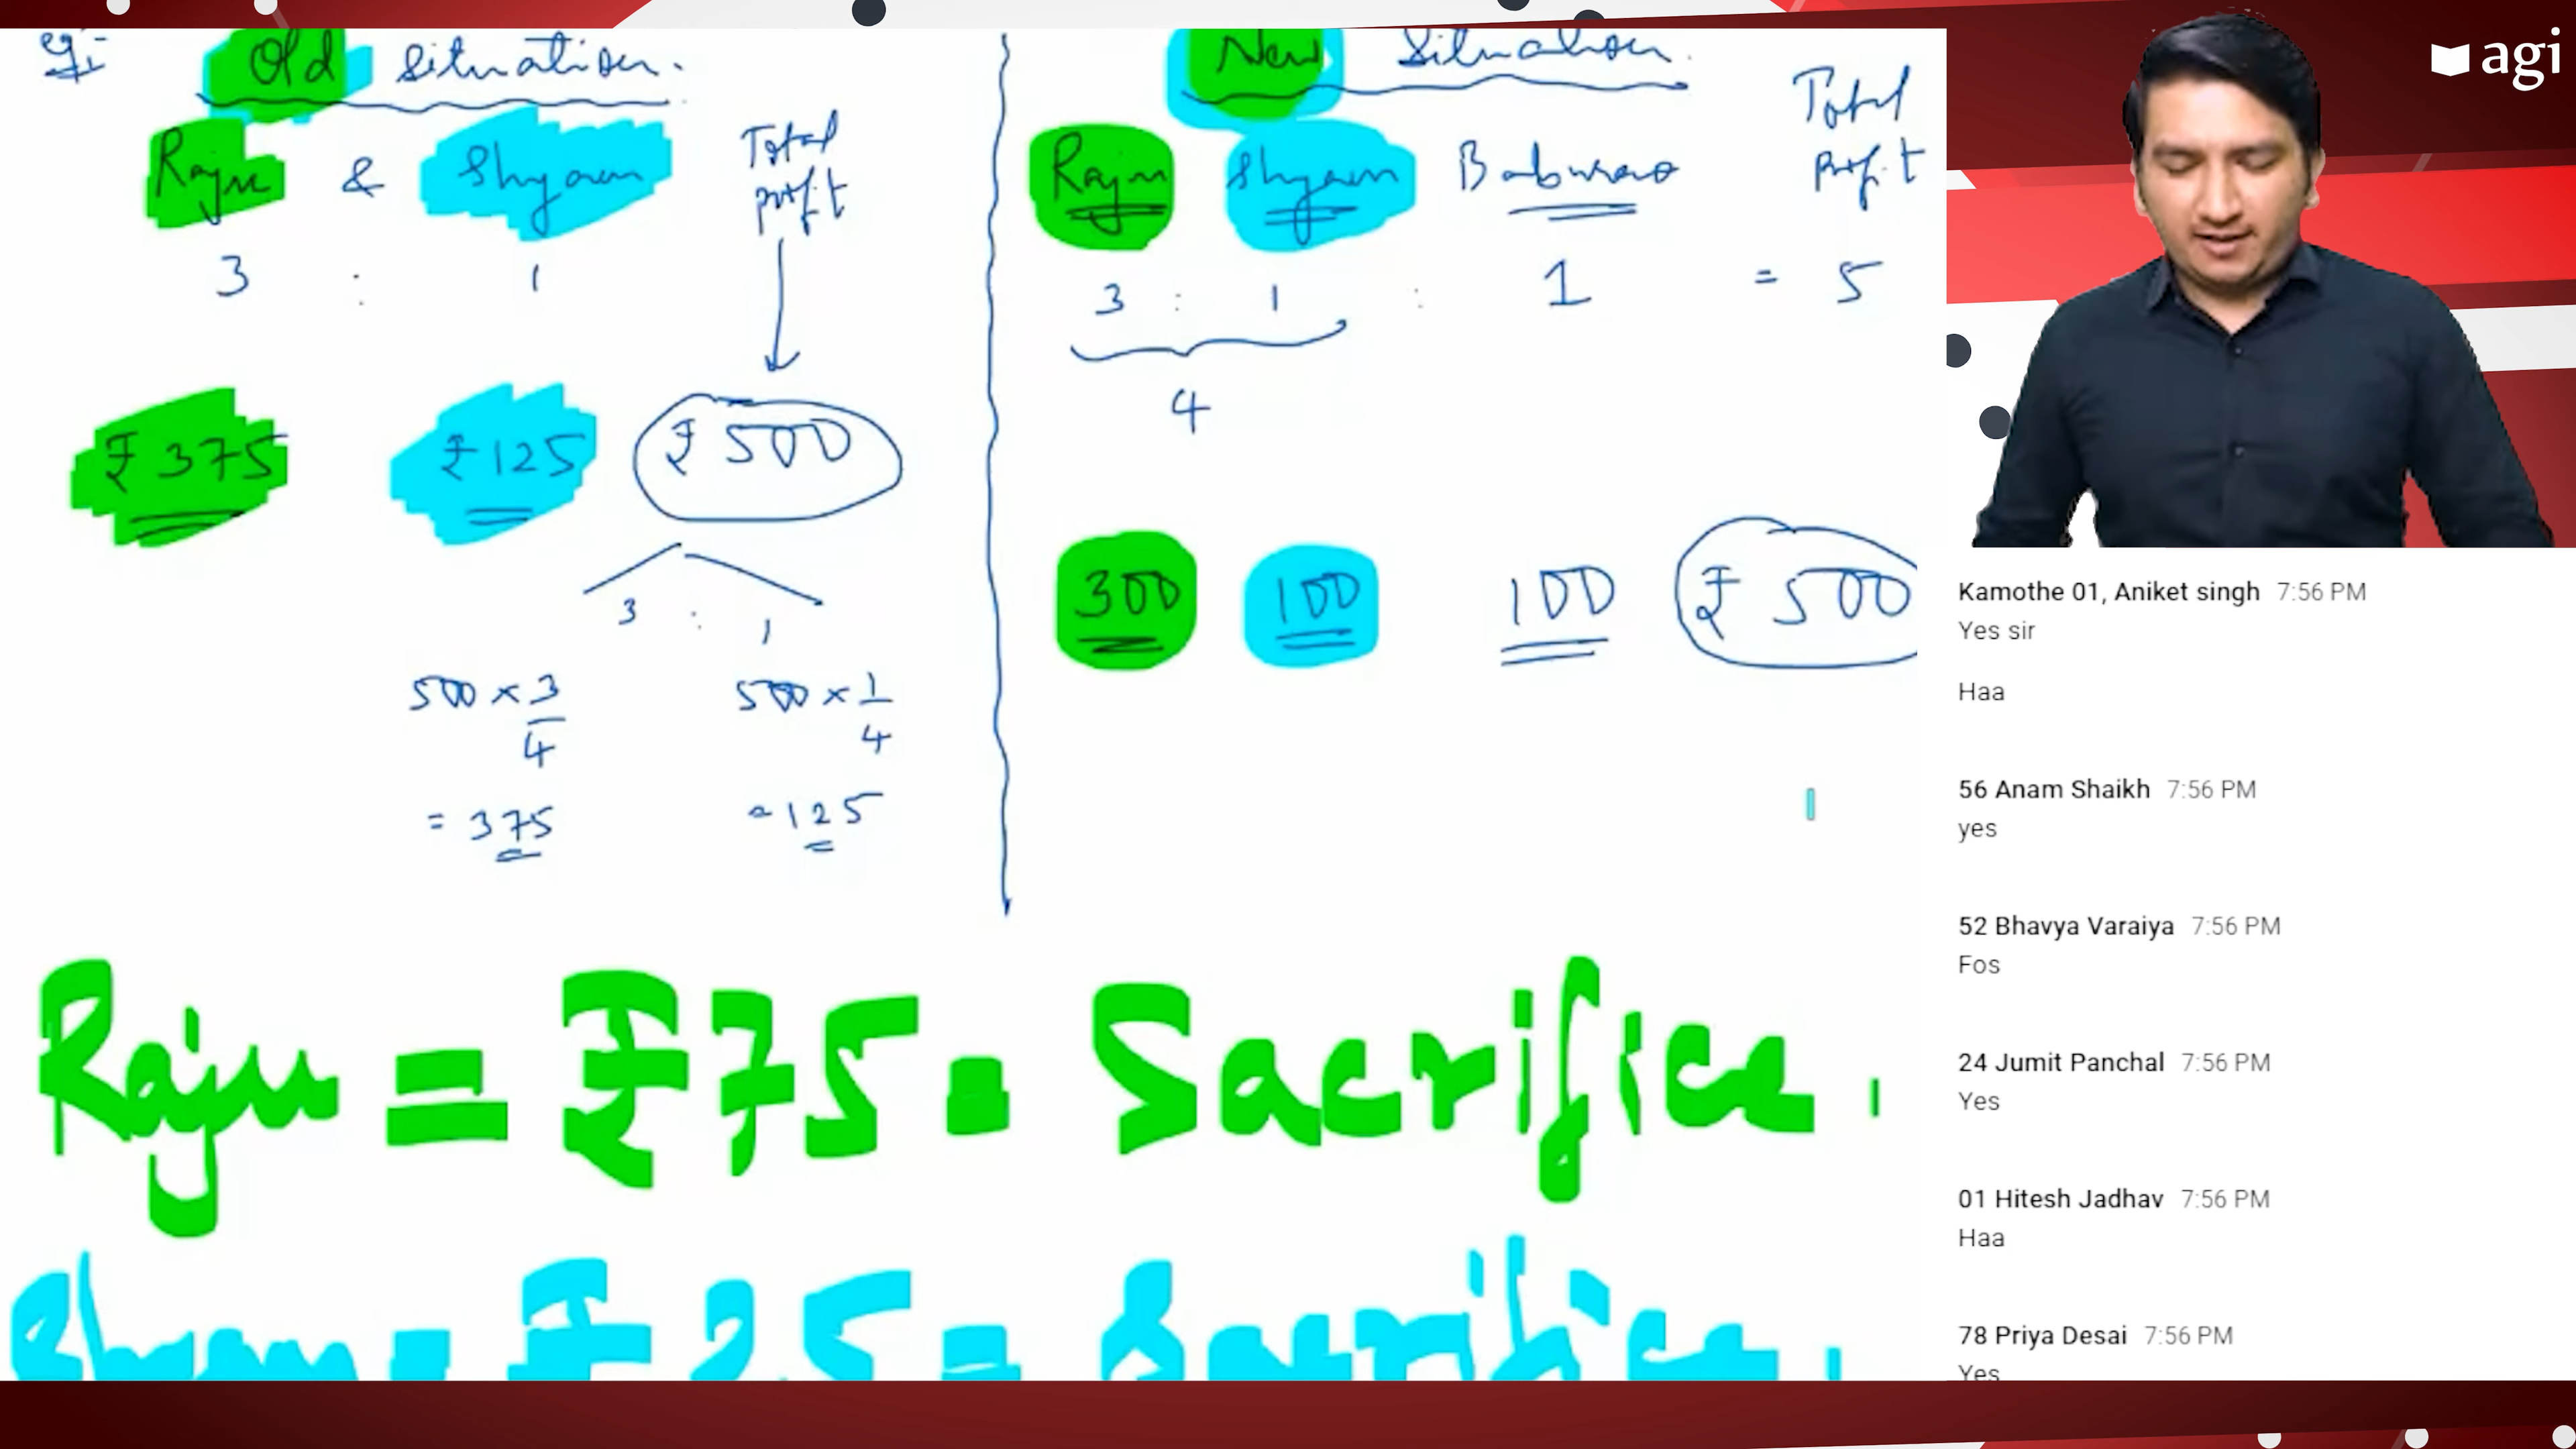 eg:-
Old Situation.
Raju & Shyam
Total profit
3 : 1
₹ 375 ₹ 125 ₹ 500
3 : 1
500 × 3/4 500 × 1/4
= 375 = 125
New Situation.
Raju Shyam Baburao
Total profit
3 : 1 : 1 = 5
4
300 100 100 ₹ 500
Raju = ₹75 - Sacrifice.
Shyam = ₹25 - Sacrifice.
agi
Kamothe 01, Aniket singh 7:56 PM
Yes sir
Haa
56 Anam Shaikh 7:56 PM
yes
52 Bhavya Varaiya 7:56 PM
Fos
24 Jumit Panchal 7:56 PM
Yes
01 Hitesh Jadhav 7:56 PM
Haa
78 Priya Desai 7:56 PM
Yes